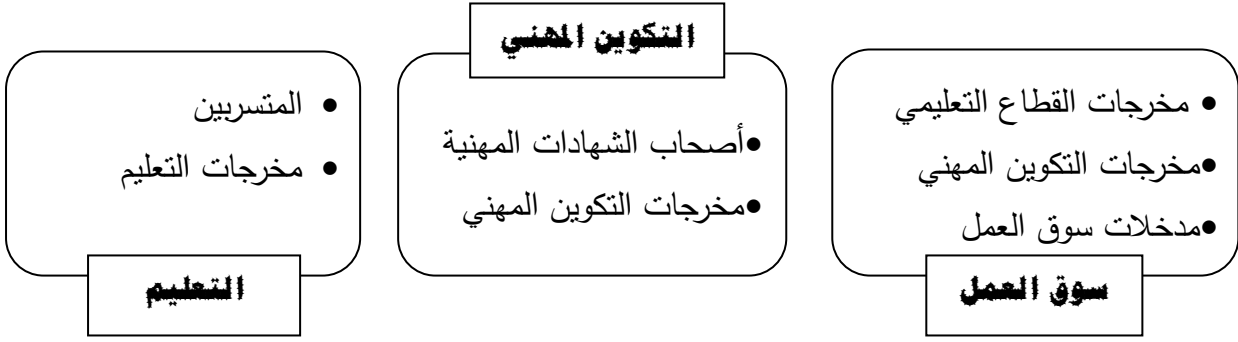 التكوين المهني
• مخرجات القطاع التعليمي
•مخرجات التكوين المهني
•مدخلات سوق العمل
سوق العمل
•أصحاب الشهادات المهنية
•مخرجات التكوين المهني
• المتسربين
• مخرجات التعليم
التعليم